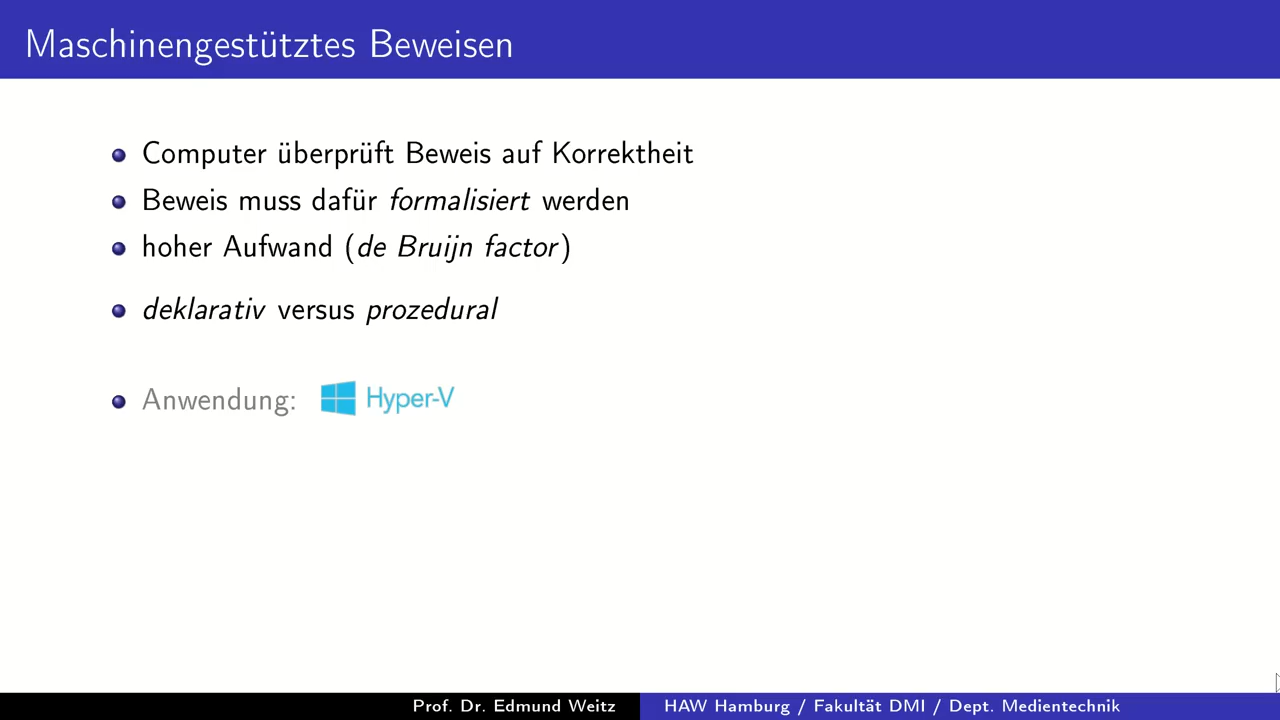 Maschinengestütztes Beweisen
Computer überprüft Beweis auf Korrektheit
Beweis muss dafür formalisiert werden
hoher Aufwand (de Bruijn factor)
deklarativ versus prozedural
Anwendung: Hyper-V
Prof. Dr. Edmund Weitz HAW Hamburg / Fakultät DMI / Dept. Medientechnik